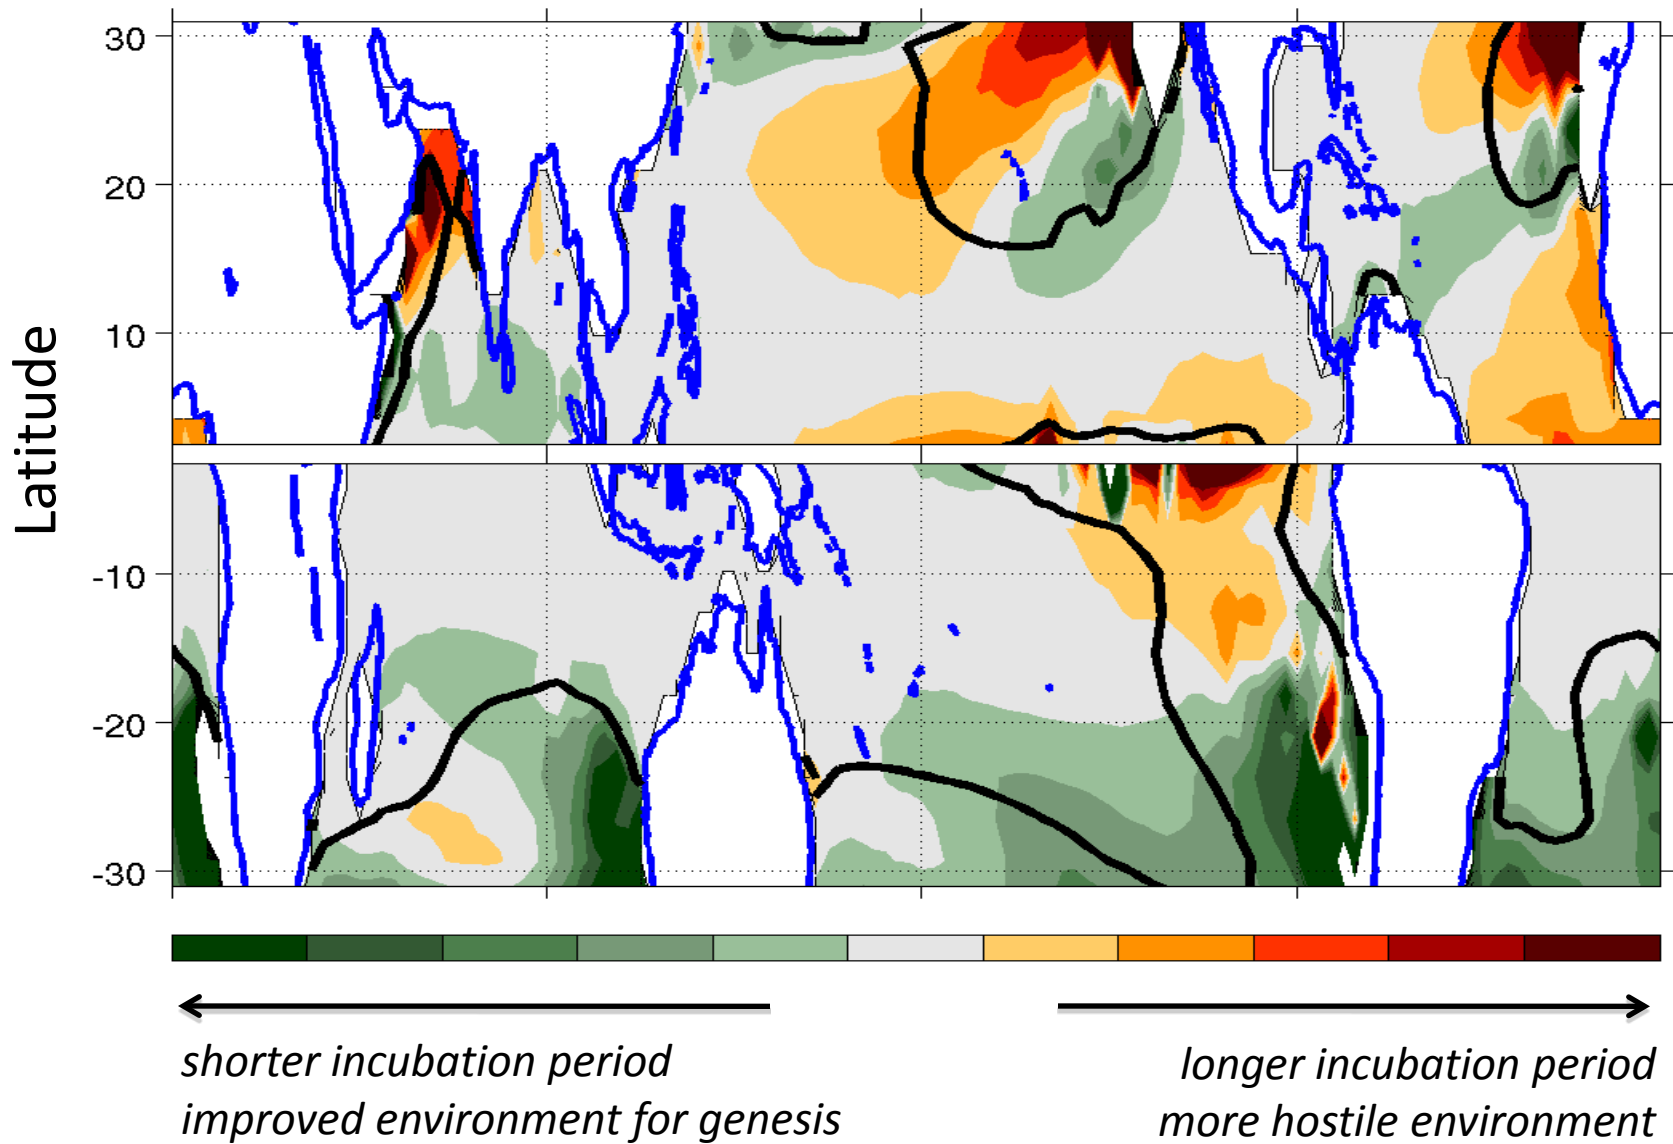 Latitude
30
20
10
-10
-20
-30
shorter incubation period
improved environment for genesis
longer incubation period
more hostile environment